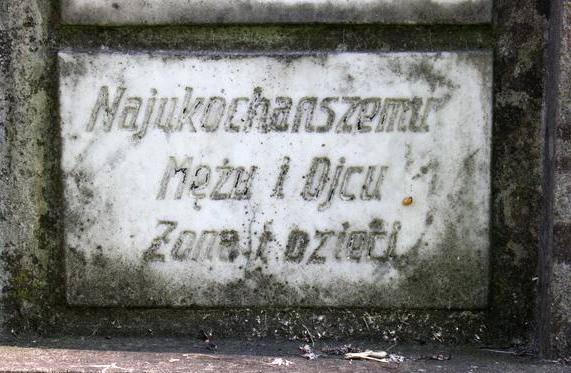 Najukochańszemu
Mężu i Ojcu
Żona i Dzieci